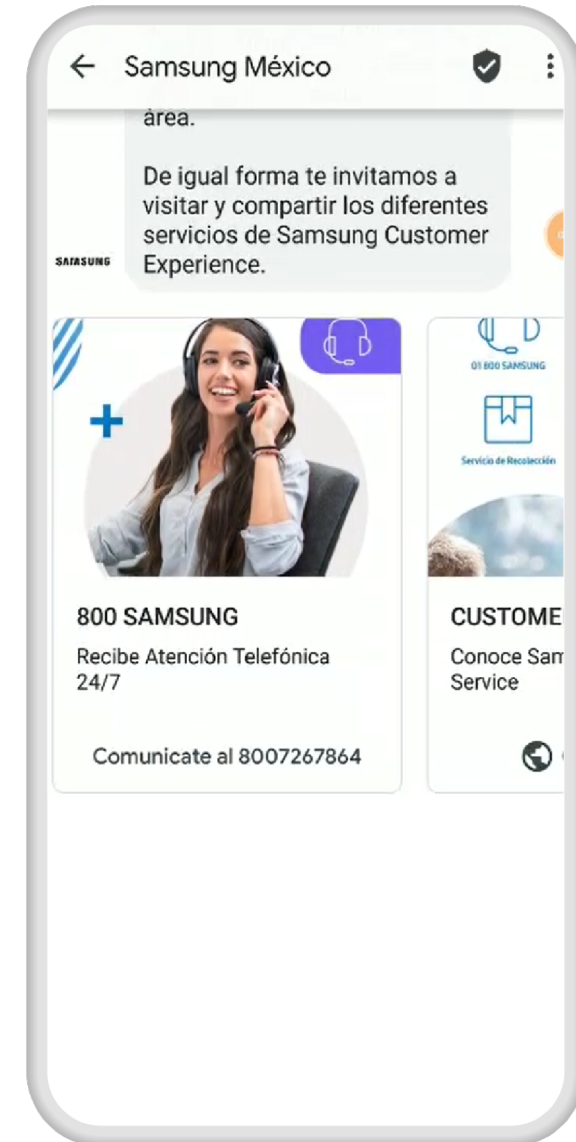 Samsung México
área.
De igual forma te invitamos a
visitar y compartir los diferentes
servicios de Samsung Customer
Experience.
SAMSUNG
01 800 SAMSUNG
Servicio de Recolección
800 SAMSUNG
Recibe Atención Telefónica
24/7
Comunicate al 8007267864
CUSTOME
Conoce Sam
Service